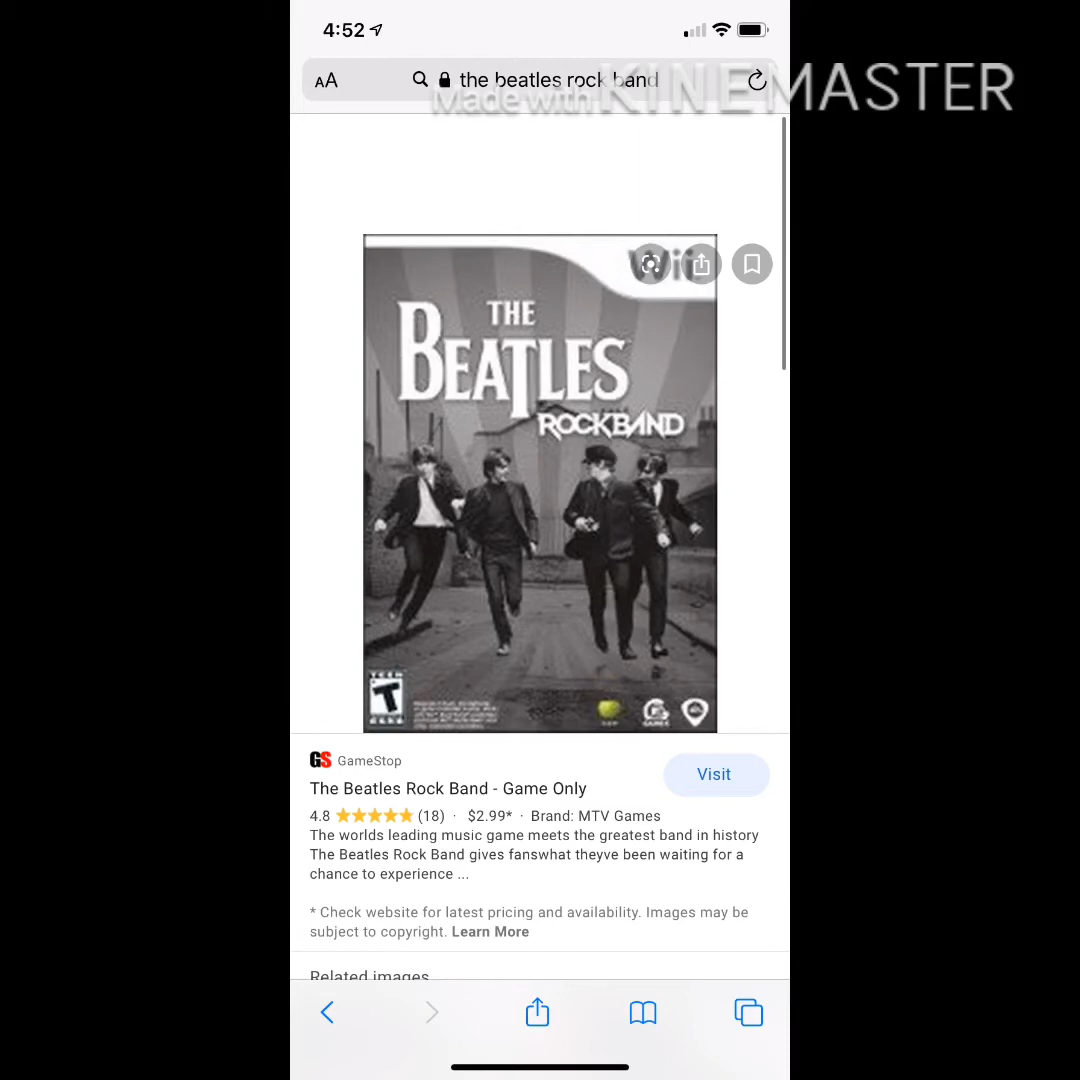 4:52
AA the beatles rock band
Made with KINEMASTER
Wii
THE
BEATLES
ROCKBAND
TEEN
T
GS GameStop
Visit
The Beatles Rock Band - Game Only
4.8 (18) · $2.99* · Brand: MTV Games
The worlds leading music game meets the greatest band in history
The Beatles Rock Band gives fanswhat theyve been waiting for a
chance to experience ...
* Check website for latest pricing and availability. Images may be
subject to copyright. Learn More
Related images